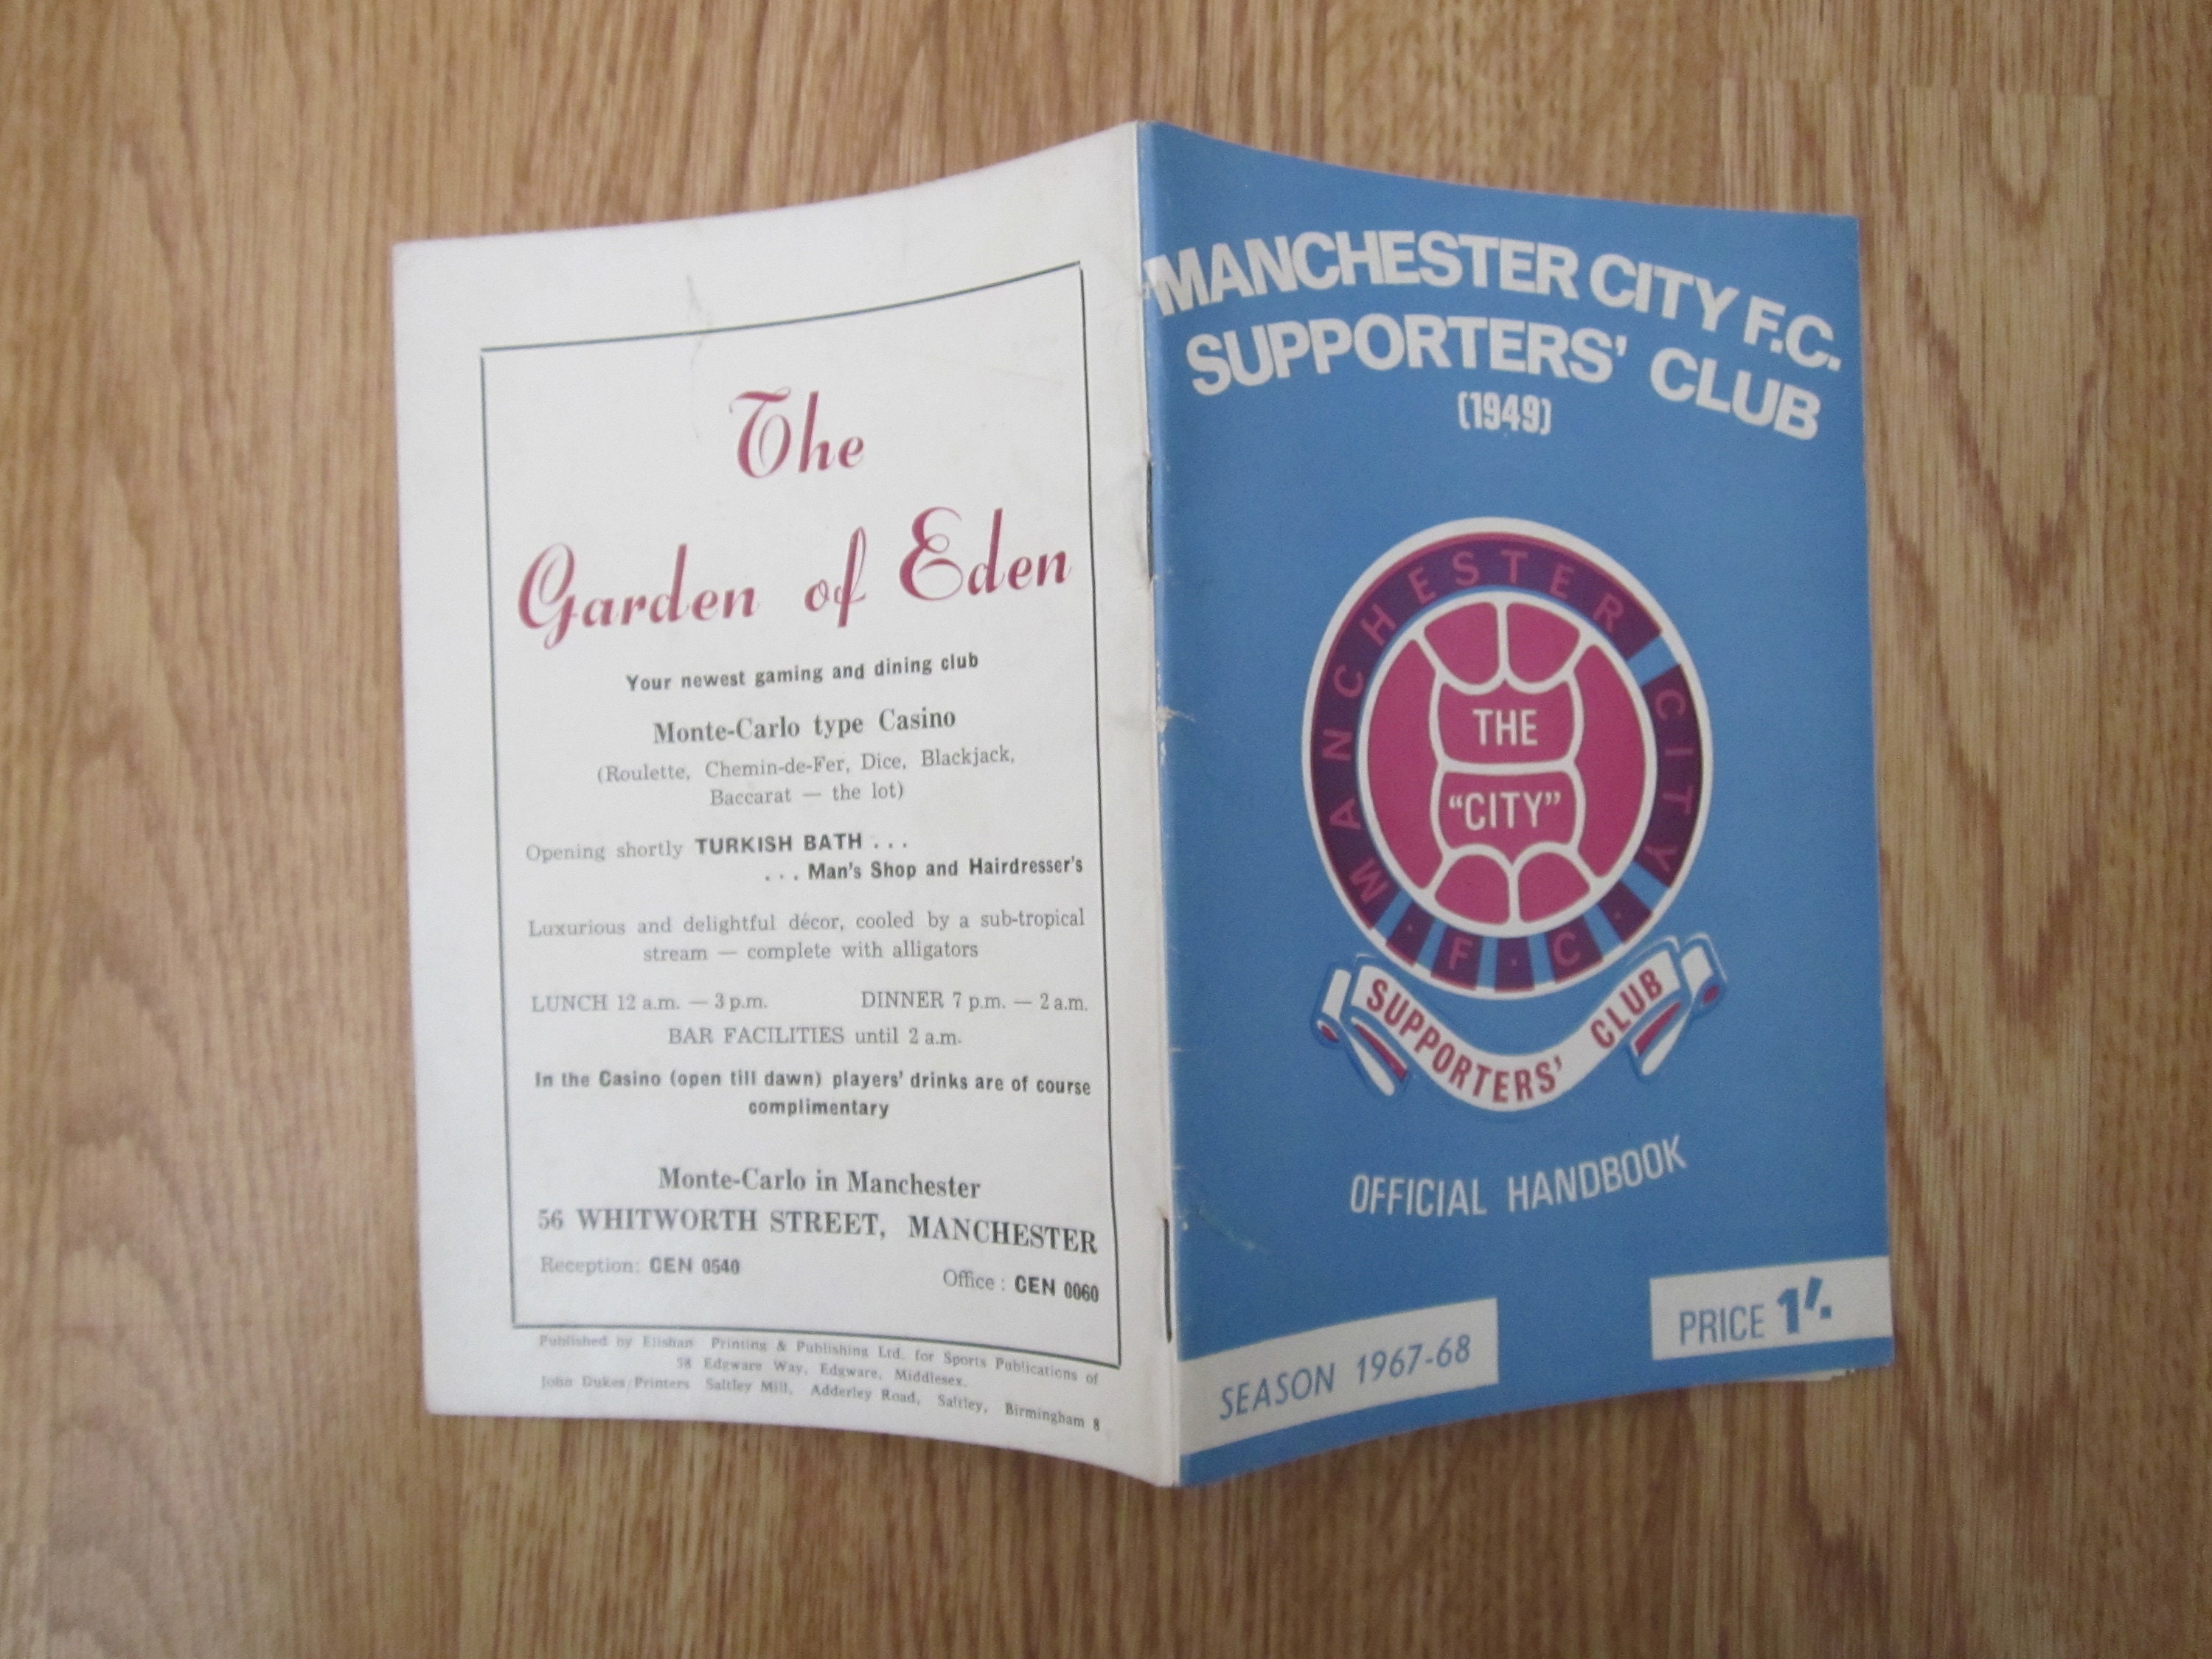 The
Garden of Eden
Your newest gaming and dining club
Monte-Carlo type Casino
(Roulette, Chemin-de-Fer, Dice, Blackjack,
Baccarat — the lot)
Opening shortly TURKISH BATH . . .
. . . Man's Shop and Hairdresser's
Luxurious and delightful décor, cooled by a sub-tropical
stream — complete with alligators
LUNCH 12 a.m. — 3 p.m. DINNER 7 p.m. — 2 a.m.
BAR FACILITIES until 2 a.m.
In the Casino (open till dawn) players' drinks are of course
complimentary
Monte-Carlo in Manchester
56 WHITWORTH STREET, MANCHESTER
Reception: CEN 0540 Office : CEN 0060
Published by Elishan Printing & Publishing Ltd. for Sports Publications of
58 Edgware Way, Edgware, Middlesex.
John Dukes Printers Saltley Mill, Adderley Road, Saltley, Birmingham 8
MANCHESTER CITY F.C.
SUPPORTERS' CLUB
(1949)
MANCHESTER CITY · F · C ·
THE
"CITY"
SUPPORTERS' CLUB
OFFICIAL HANDBOOK
SEASON 1967-68
PRICE 1'/-